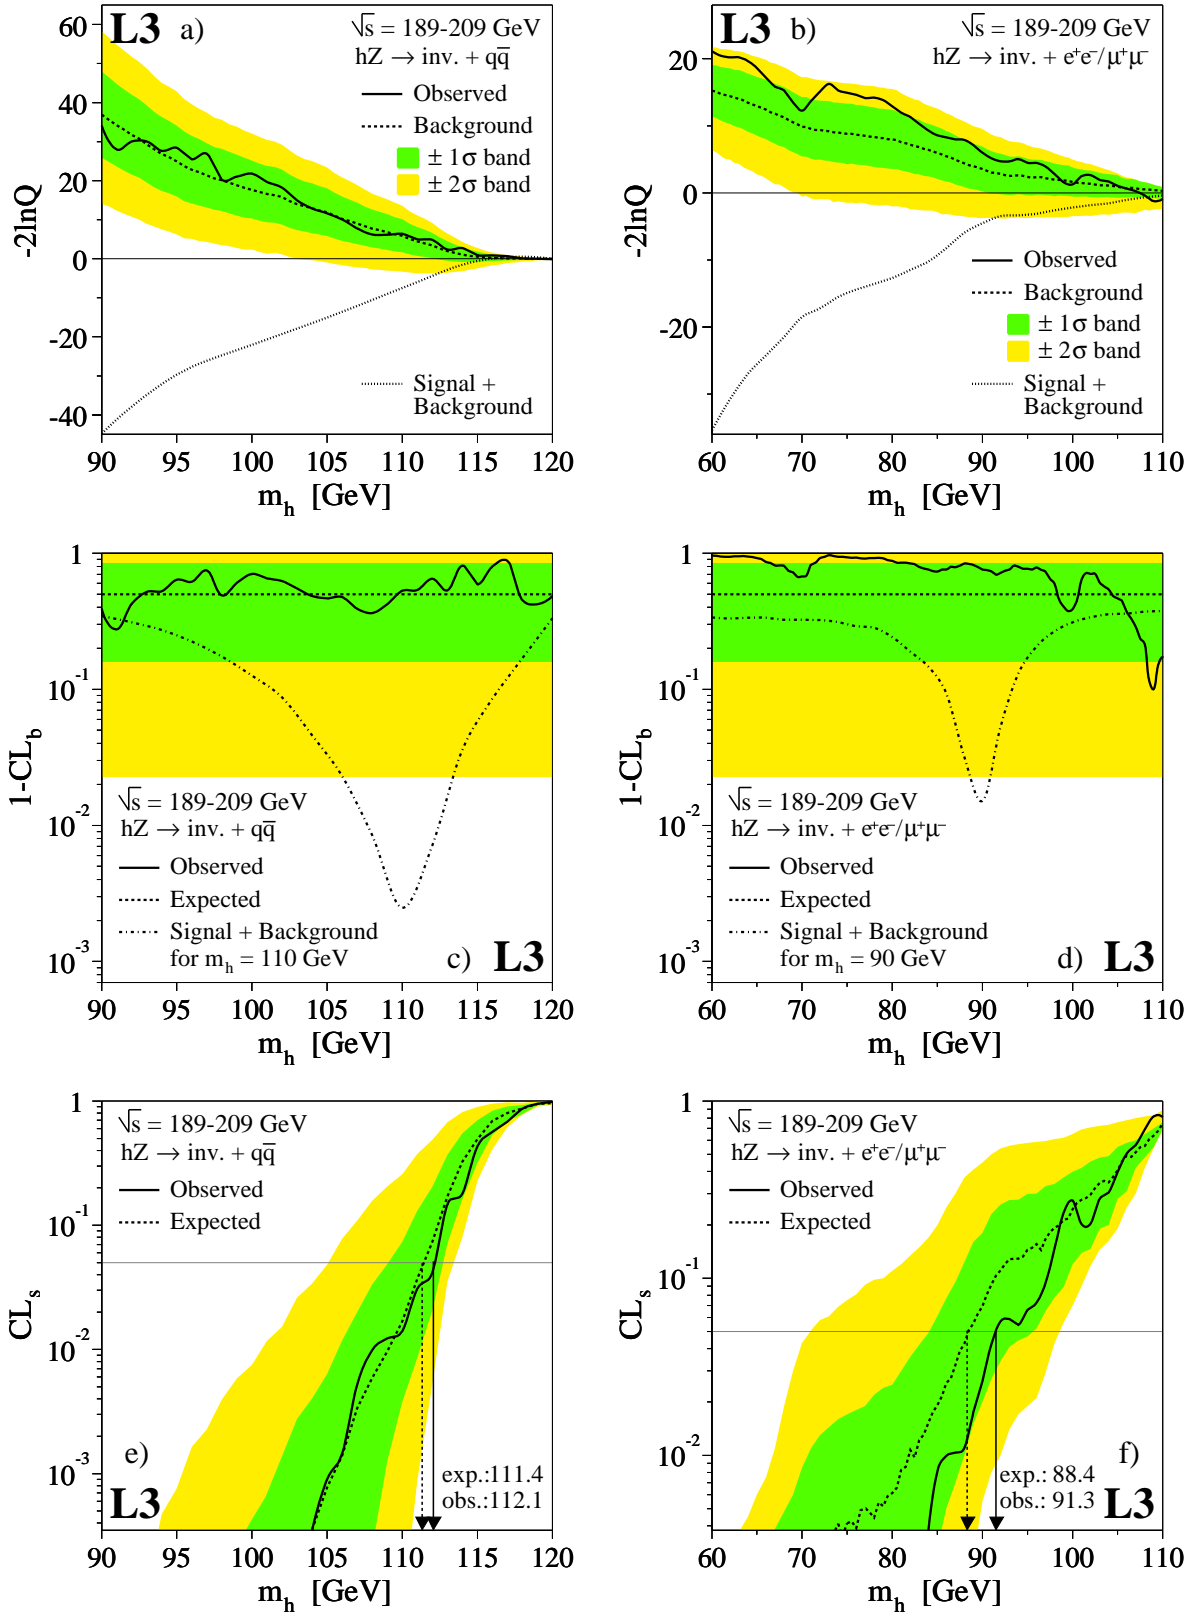 L3 a)
√s = 189-209 GeV
hZ → inv. + qq̅
Observed
Background
± 1σ band
± 2σ band
Signal +
Background
-2lnQ
60
40
20
0
-20
-40
90 95 100 105 110 115 120
m_h [GeV]
L3 b)
√s = 189-209 GeV
hZ → inv. + e⁺e⁻/μ⁺μ⁻
Observed
Background
± 1σ band
± 2σ band
Signal +
Background
-2lnQ
20
0
-20
60 70 80 90 100 110
m_h [GeV]
1-CL_b
1
10⁻¹
10⁻²
10⁻³
√s = 189-209 GeV
hZ → inv. + qq̅
Observed
Expected
Signal + Background
for m_h = 110 GeV
c) L3
90 95 100 105 110 115 120
m_h [GeV]
1-CL_b
1
10⁻¹
10⁻²
10⁻³
√s = 189-209 GeV
hZ → inv. + e⁺e⁻/μ⁺μ⁻
Observed
Expected
Signal + Background
for m_h = 90 GeV
d) L3
60 70 80 90 100 110
m_h [GeV]
CL_s
1
10⁻¹
10⁻²
10⁻³
√s = 189-209 GeV
hZ → inv. + qq̅
Observed
Expected
e)
L3
exp.:111.4
obs.:112.1
90 95 100 105 110 115 120
m_h [GeV]
CL_s
1
10⁻¹
10⁻²
√s = 189-209 GeV
hZ → inv. + e⁺e⁻/μ⁺μ⁻
Observed
Expected
f)
exp.: 88.4
obs.: 91.3
L3
60 70 80 90 100 110
m_h [GeV]